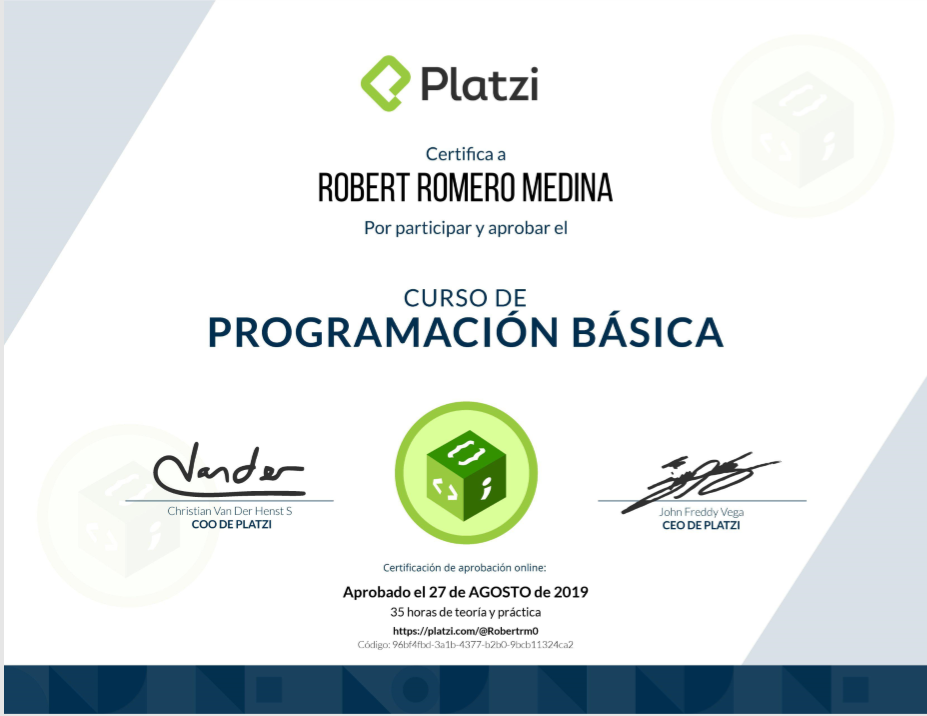 Platzi
Certifica a
ROBERT ROMERO MEDINA
Por participar y aprobar el
CURSO DE
PROGRAMACIÓN BÁSICA
Vander
Christian Van Der Henst S
COO DE PLATZI
John Freddy Vega
CEO DE PLATZI
Certificación de aprobación online:
Aprobado el 27 de AGOSTO de 2019
35 horas de teoría y práctica
https://platzi.com/@Robertrm0
Código: 96bf4fbd-3a1b-4377-b2b0-9bcb11324ca2